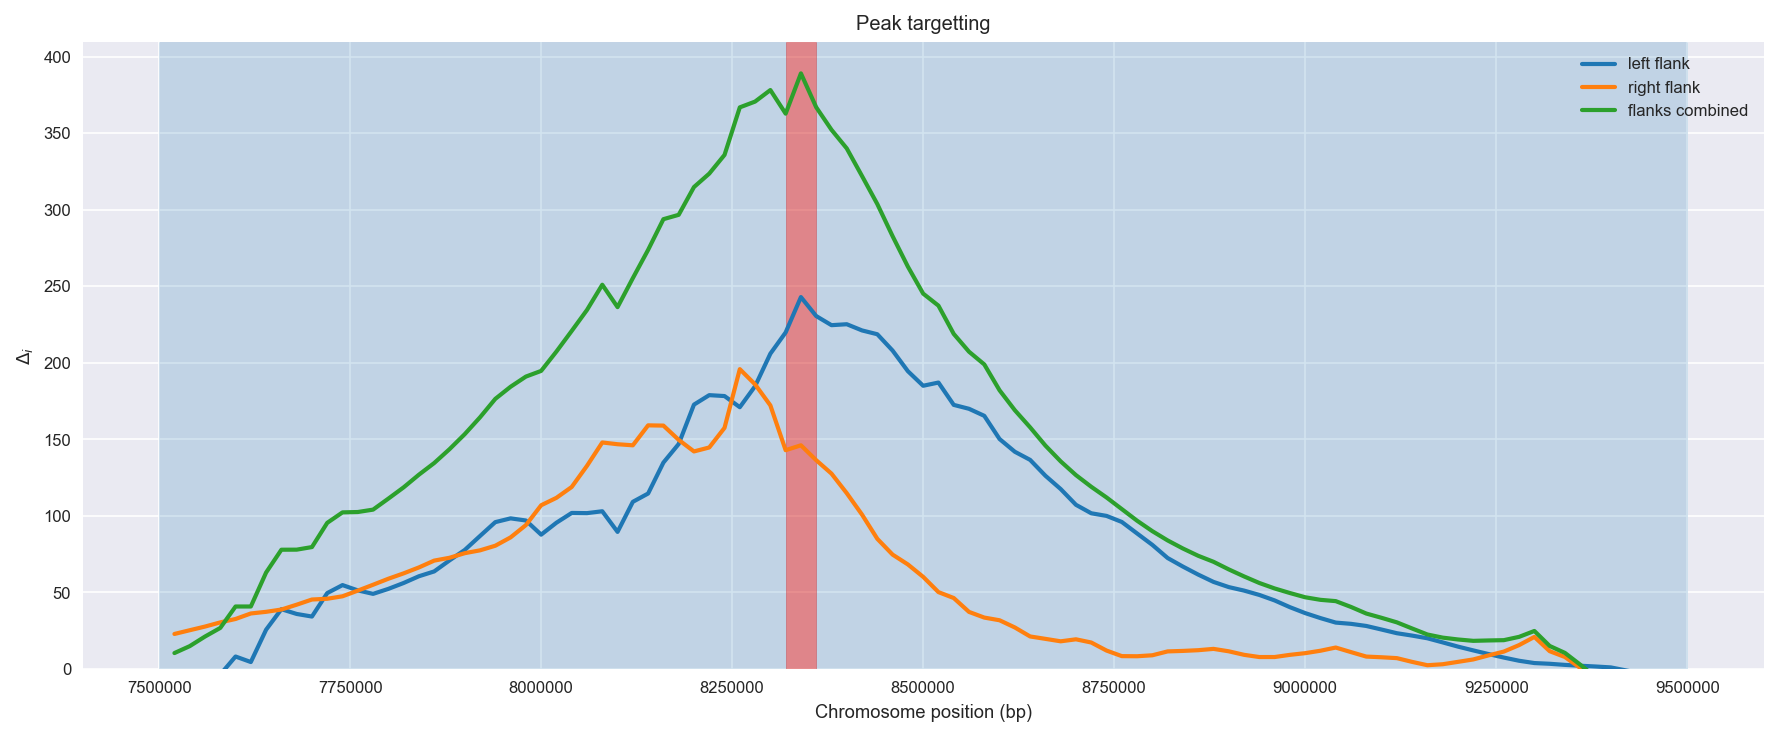 Peak targetting
400
350
300
250
200
150
100
50
0
Δi
left flank
right flank
flanks combined
7500000 7750000 8000000 8250000 8500000 8750000 9000000 9250000 9500000
Chromosome position (bp)